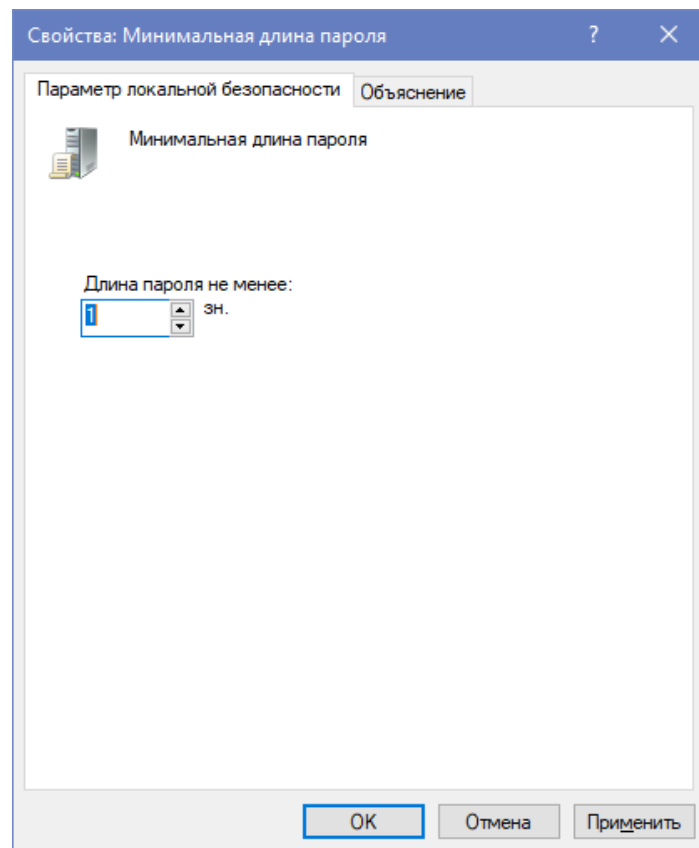 Свойства: Минимальная длина пароля
Параметр локальной безопасности Объяснение
Минимальная длина пароля
Длина пароля не менее:
1 зн.
OK Отмена Применить